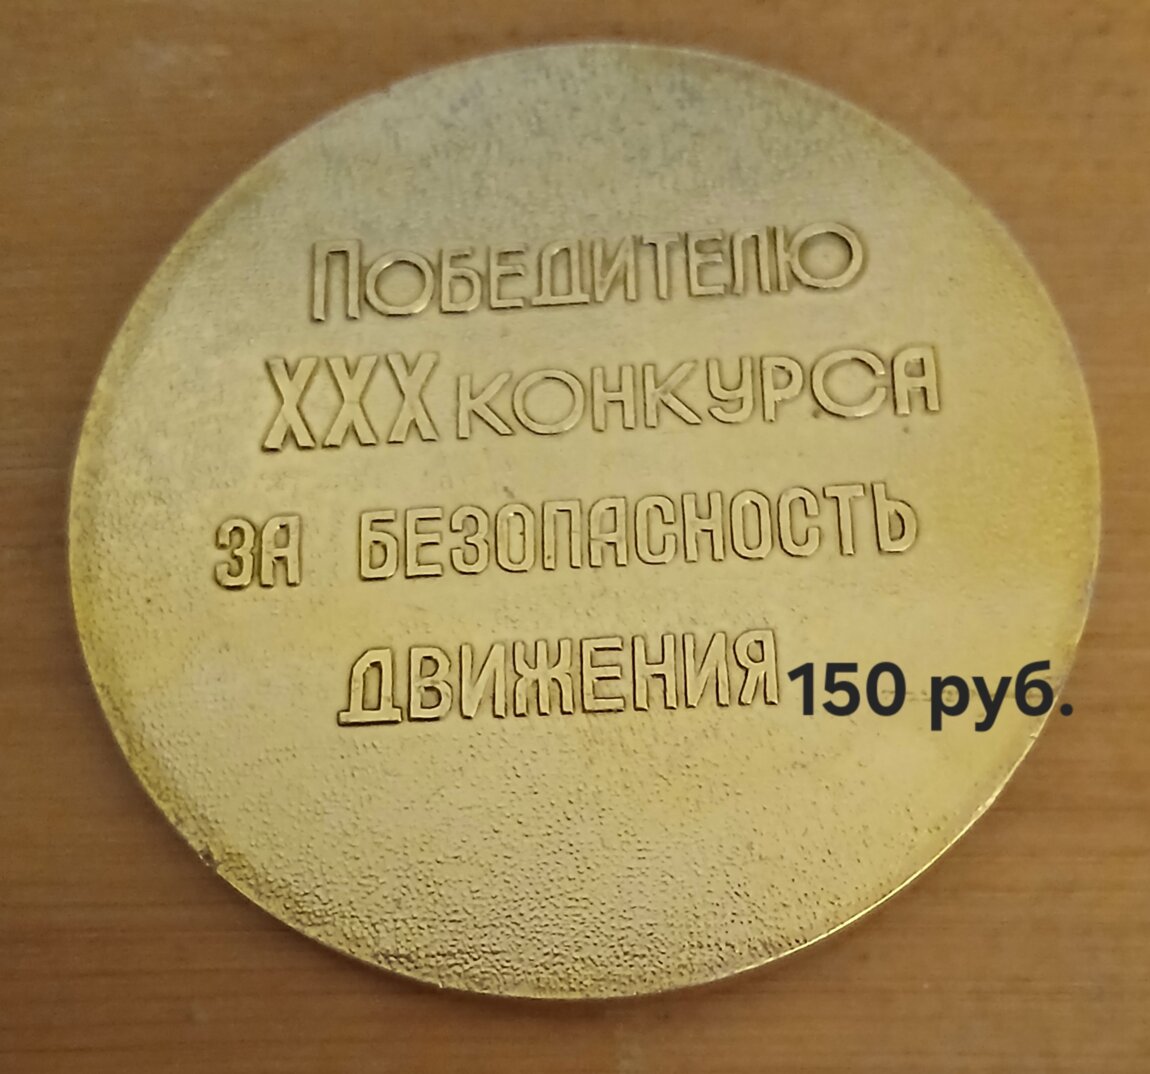 ПОБЕДИТЕЛЮ
XXX КОНКУРСА
ЗА БЕЗОПАСНОСТЬ
ДВИЖЕНИЯ
150 руб.